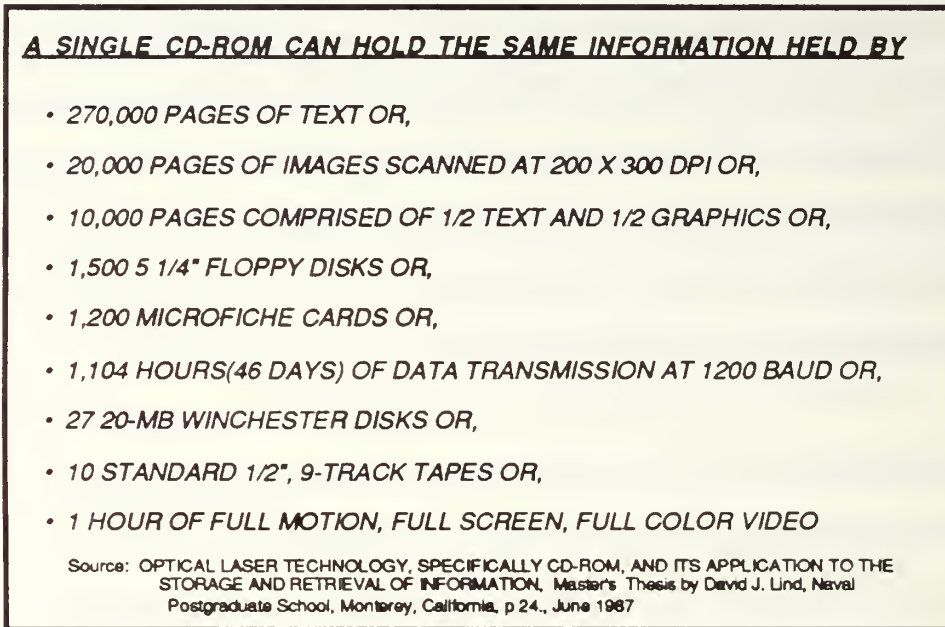 A SINGLE CD-ROM CAN HOLD THE SAME INFORMATION HELD BY
• 270,000 PAGES OF TEXT OR,
• 20,000 PAGES OF IMAGES SCANNED AT 200 X 300 DPI OR,
• 10,000 PAGES COMPRISED OF 1/2 TEXT AND 1/2 GRAPHICS OR,
• 1,500 5 1/4" FLOPPY DISKS OR,
• 1,200 MICROFICHE CARDS OR,
• 1,104 HOURS(46 DAYS) OF DATA TRANSMISSION AT 1200 BAUD OR,
• 27 20-MB WINCHESTER DISKS OR,
• 10 STANDARD 1/2", 9-TRACK TAPES OR,
• 1 HOUR OF FULL MOTION, FULL SCREEN, FULL COLOR VIDEO
Source: OPTICAL LASER TECHNOLOGY, SPECIFICALLY CD-ROM, AND ITS APPLICATION TO THE
STORAGE AND RETRIEVAL OF INFORMATION, Master's Thesis by David J. Lind, Naval
Postgraduate School, Monterey, California, p 24., June 1987